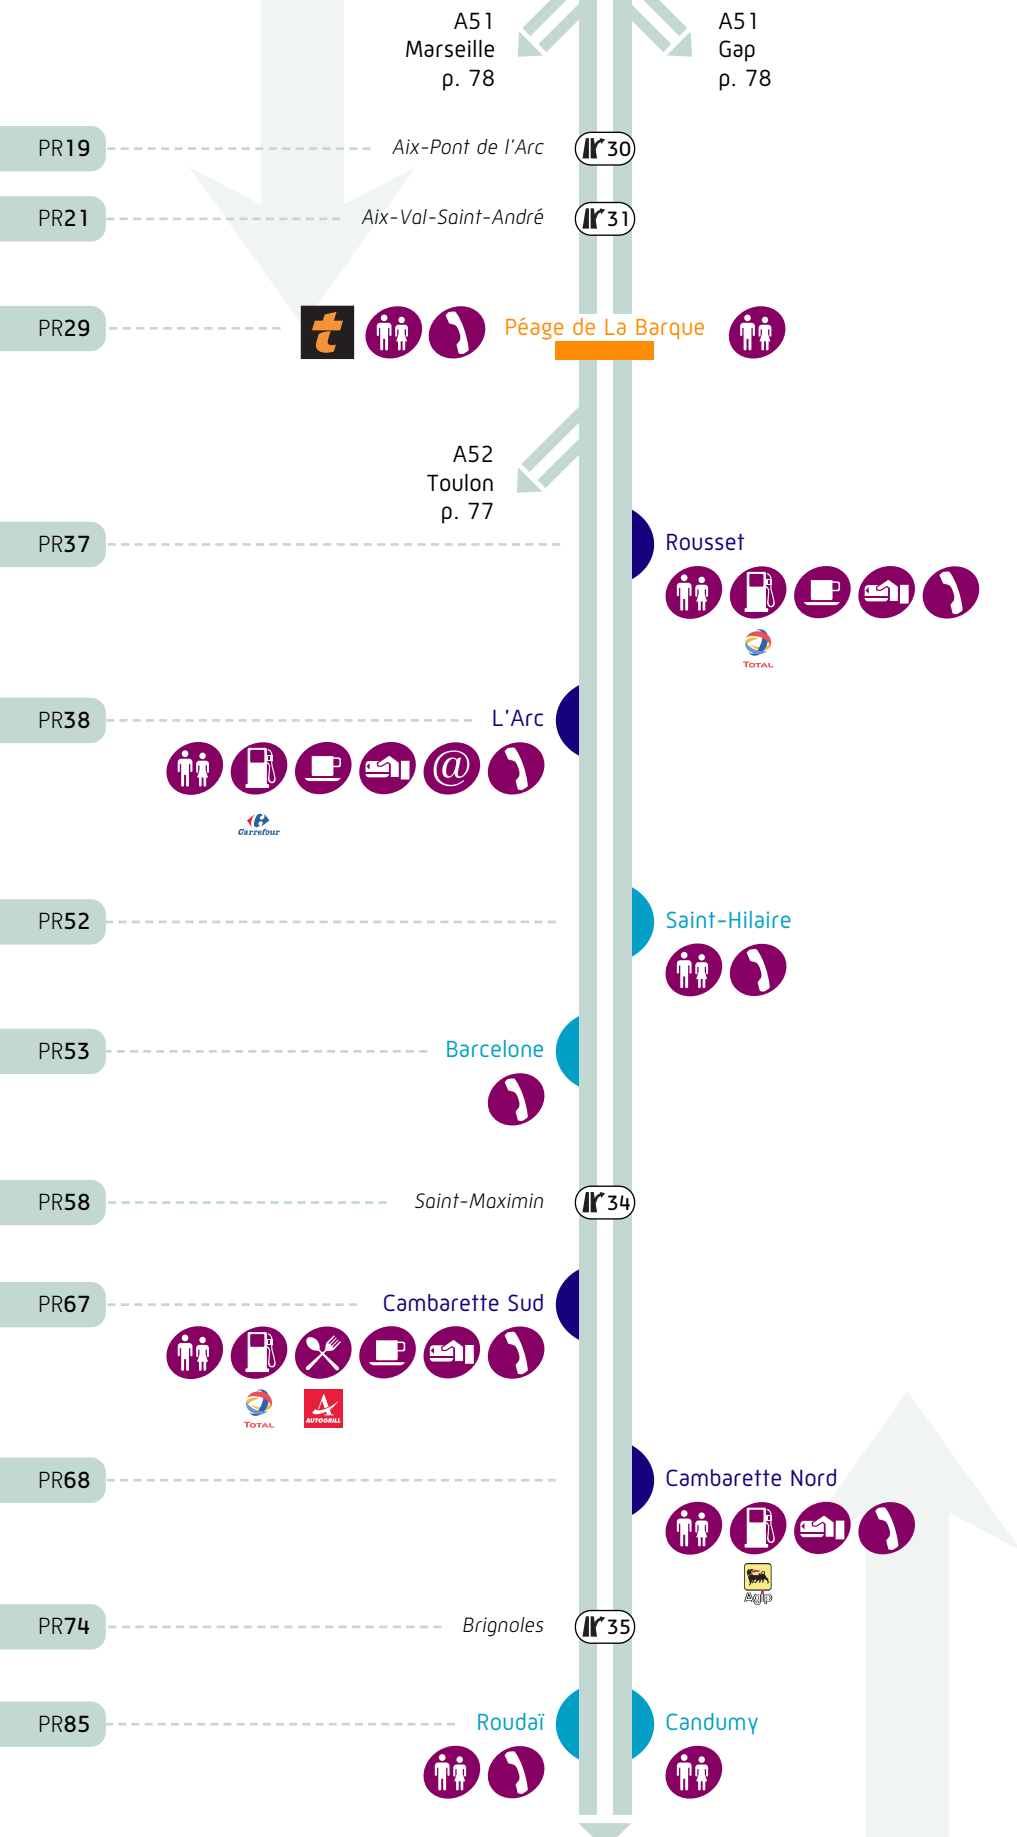 A51
Marseille
p. 78
A51
Gap
p. 78
PR19
Aix-Pont de l'Arc
30
PR21
Aix-Val-Saint-André
31
PR29
t
Péage de La Barque
A52
Toulon
p. 77
PR37
Rousset
TOTAL
PR38
L'Arc
@
Carrefour
PR52
Saint-Hilaire
PR53
Barcelone
PR58
Saint-Maximin
34
PR67
Cambarette Sud
TOTAL
A
AUTOGRILL
PR68
Cambarette Nord
Agip
PR74
Brignoles
35
PR85
Roudaï
Candumy